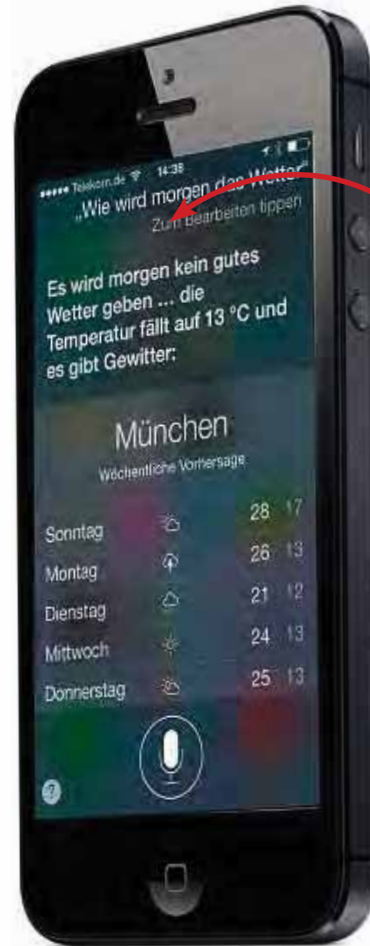 Telekom.de 14:38
„Wie wird morgen das Wetter“
Zum Bearbeiten tippen
Es wird morgen kein gutes
Wetter geben ... die
Temperatur fällt auf 13 °C und
es gibt Gewitter:
München
Wöchentliche Vorhersage
Sonntag 28 17
Montag 26 13
Dienstag 21 12
Mittwoch 24 13
Donnerstag 25 13
?